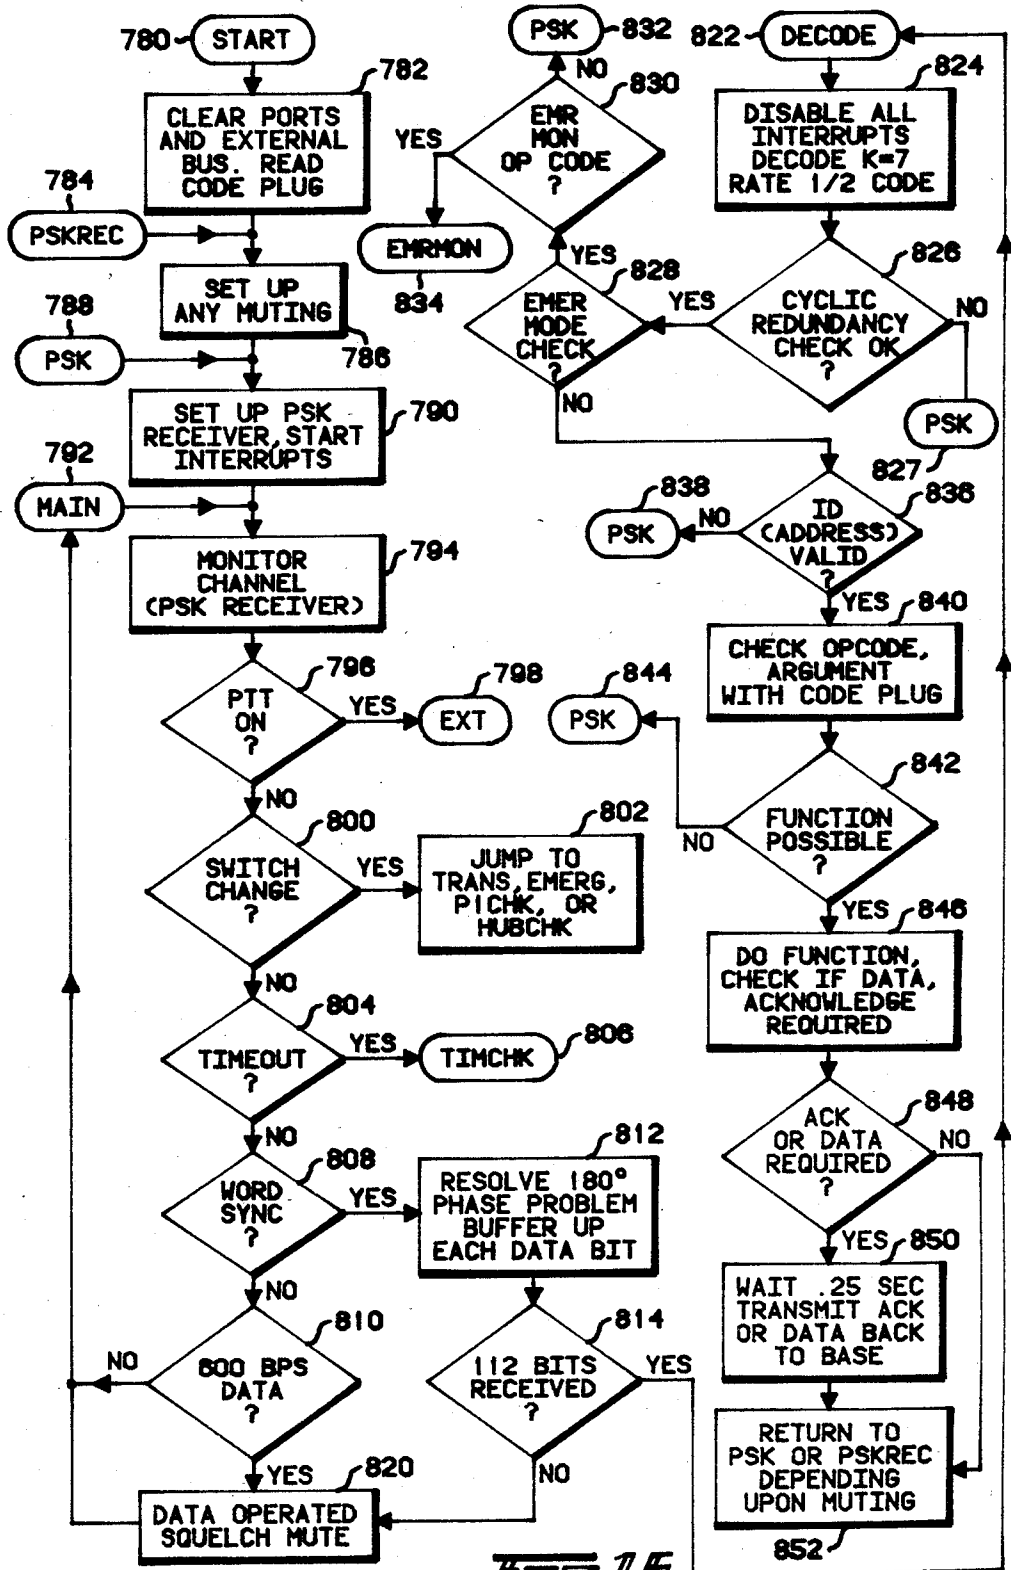 780
START
782
CLEAR PORTS
AND EXTERNAL
BUS. READ
CODE PLUG
784
PSKREC
SET UP
ANY MUTING
786
788
PSK
SET UP PSK
RECEIVER, START
INTERRUPTS
790
792
MAIN
MONITOR
CHANNEL
(PSK RECEIVER)
794
PTT
ON
?
796
YES
798
EXT
NO
800
SWITCH
CHANGE
?
YES
802
JUMP TO
TRANS, EMERG,
PICHK, OR
HUBCHK
NO
804
TIMEOUT
?
YES
TIMCHK
806
NO
808
WORD
SYNC
?
YES
812
RESOLVE 180°
PHASE PROBLEM
BUFFER UP
EACH DATA BIT
NO
810
600 BPS
DATA
?
NO
YES
814
112 BITS
RECEIVED
?
YES
NO
820
DATA OPERATED
SQUELCH MUTE
PSK
832
NO
830
EMR
MON
OP CODE
?
YES
EMRMON
834
YES
828
EMER
MODE
CHECK
?
NO
822
DECODE
824
DISABLE ALL
INTERRUPTS
DECODE K=7
RATE 1/2 CODE
826
CYCLIC
REDUNDANCY
CHECK OK
?
YES
NO
PSK
827
836
ID
(ADDRESS)
VALID
?
NO
838
PSK
YES
840
CHECK OPCODE,
ARGUMENT
WITH CODE PLUG
842
FUNCTION
POSSIBLE
?
NO
844
PSK
YES
846
DO FUNCTION,
CHECK IF DATA,
ACKNOWLEDGE
REQUIRED
848
ACK
OR DATA
REQUIRED
?
NO
YES
850
WAIT .25 SEC
TRANSMIT ACK
OR DATA BACK
TO BASE
RETURN TO
PSK OR PSKREC
DEPENDING
UPON MUTING
852